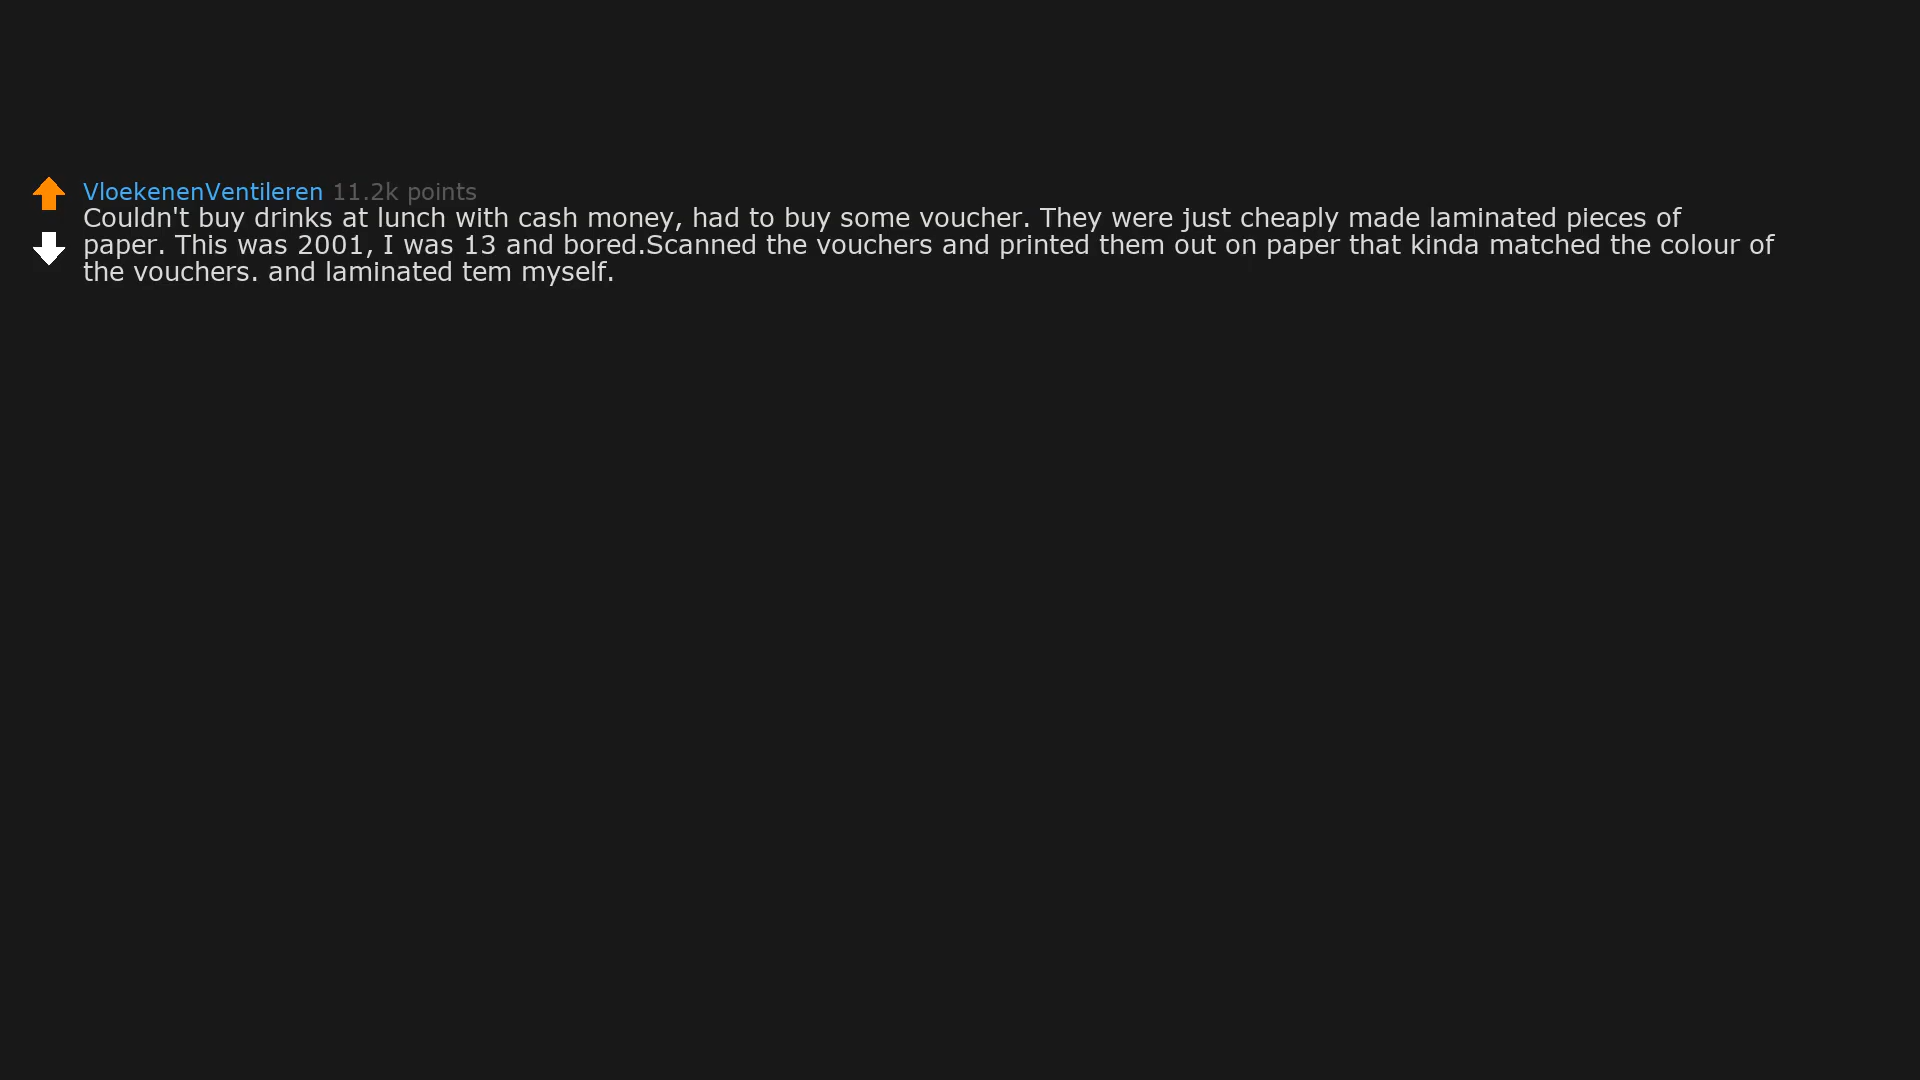 VloekenenVentileren 11.2k points
Couldn't buy drinks at lunch with cash money, had to buy some voucher. They were just cheaply made laminated pieces of
paper. This was 2001, I was 13 and bored.Scanned the vouchers and printed them out on paper that kinda matched the colour of
the vouchers. and laminated tem myself.